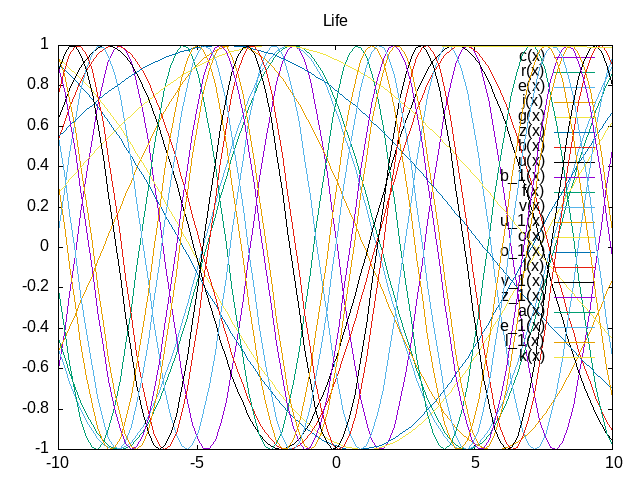 Life
1
0.8
0.6
0.4
0.2
0
-0.2
-0.4
-0.6
-0.8
-1
-10
-5
0
5
10
c(x)
r(x)
e(x)
g(x)
z(x)
u(x)
b_1(x)
f(x)
v(x)
u_1(x)
o_1(x)
v_1(x)
z_1(x)
a(x)
e_1(x)
k(x)